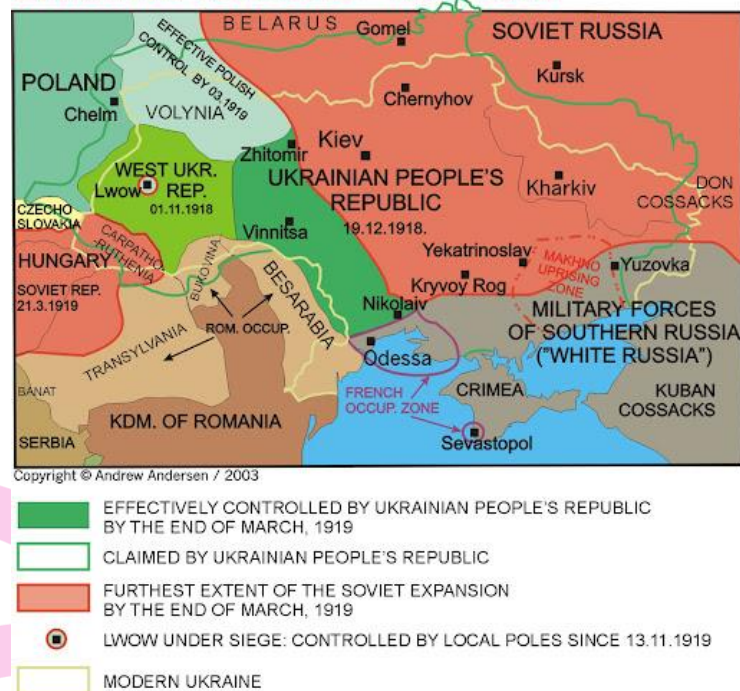 BELARUS
Gomel
SOVIET RUSSIA
EFFECTIVE POLISH
CONTROL BY 03.1919
POLAND
Kursk
Chelm
VOLYNIA
Chernyhov
Zhitomir
Kiev
WEST UKR.
REP.
Lwow
01.11.1918
UKRAINIAN PEOPLE'S
REPUBLIC
19.12.1918.
Kharkiv
DON
COSSACKS
CZECHO
SLOVAKIA
CARPATHO
-RUTHENIA
Vinnitsa
HUNGARY
SOVIET REP.
21.3.1919
BUKOVINA
BESARABIA
Yekatrinoslav
MAKHNO
UPRISING
ZONE
Yuzovka
Kryvoy Rog
Nikolaiv
ROM. OCCUP.
TRANSYLVANIA
MILITARY FORCES
OF SOUTHERN RUSSIA
("WHITE RUSSIA")
Odessa
BANAT
FRENCH
OCCUP. ZONE
CRIMEA
KUBAN
COSSACKS
KDM. OF ROMANIA
SERBIA
Sevastopol
Copyright © Andrew Andersen / 2003
EFFECTIVELY CONTROLLED BY UKRAINIAN PEOPLE'S REPUBLIC
BY THE END OF MARCH, 1919
CLAIMED BY UKRAINIAN PEOPLE'S REPUBLIC
FURTHEST EXTENT OF THE SOVIET EXPANSION
BY THE END OF MARCH, 1919
LWOW UNDER SIEGE: CONTROLLED BY LOCAL POLES SINCE 13.11.1919
MODERN UKRAINE